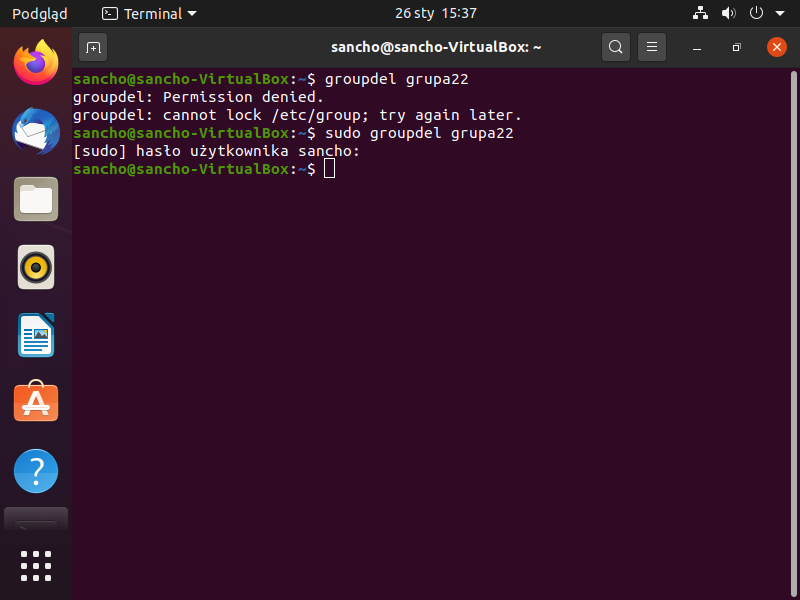 Podgląd Terminal 26 sty 15:37
sancho@sancho-VirtualBox: ~
sancho@sancho-VirtualBox:~$ groupdel grupa22
groupdel: Permission denied.
groupdel: cannot lock /etc/group; try again later.
sancho@sancho-VirtualBox:~$ sudo groupdel grupa22
[sudo] hasło użytkownika sancho:
sancho@sancho-VirtualBox:~$